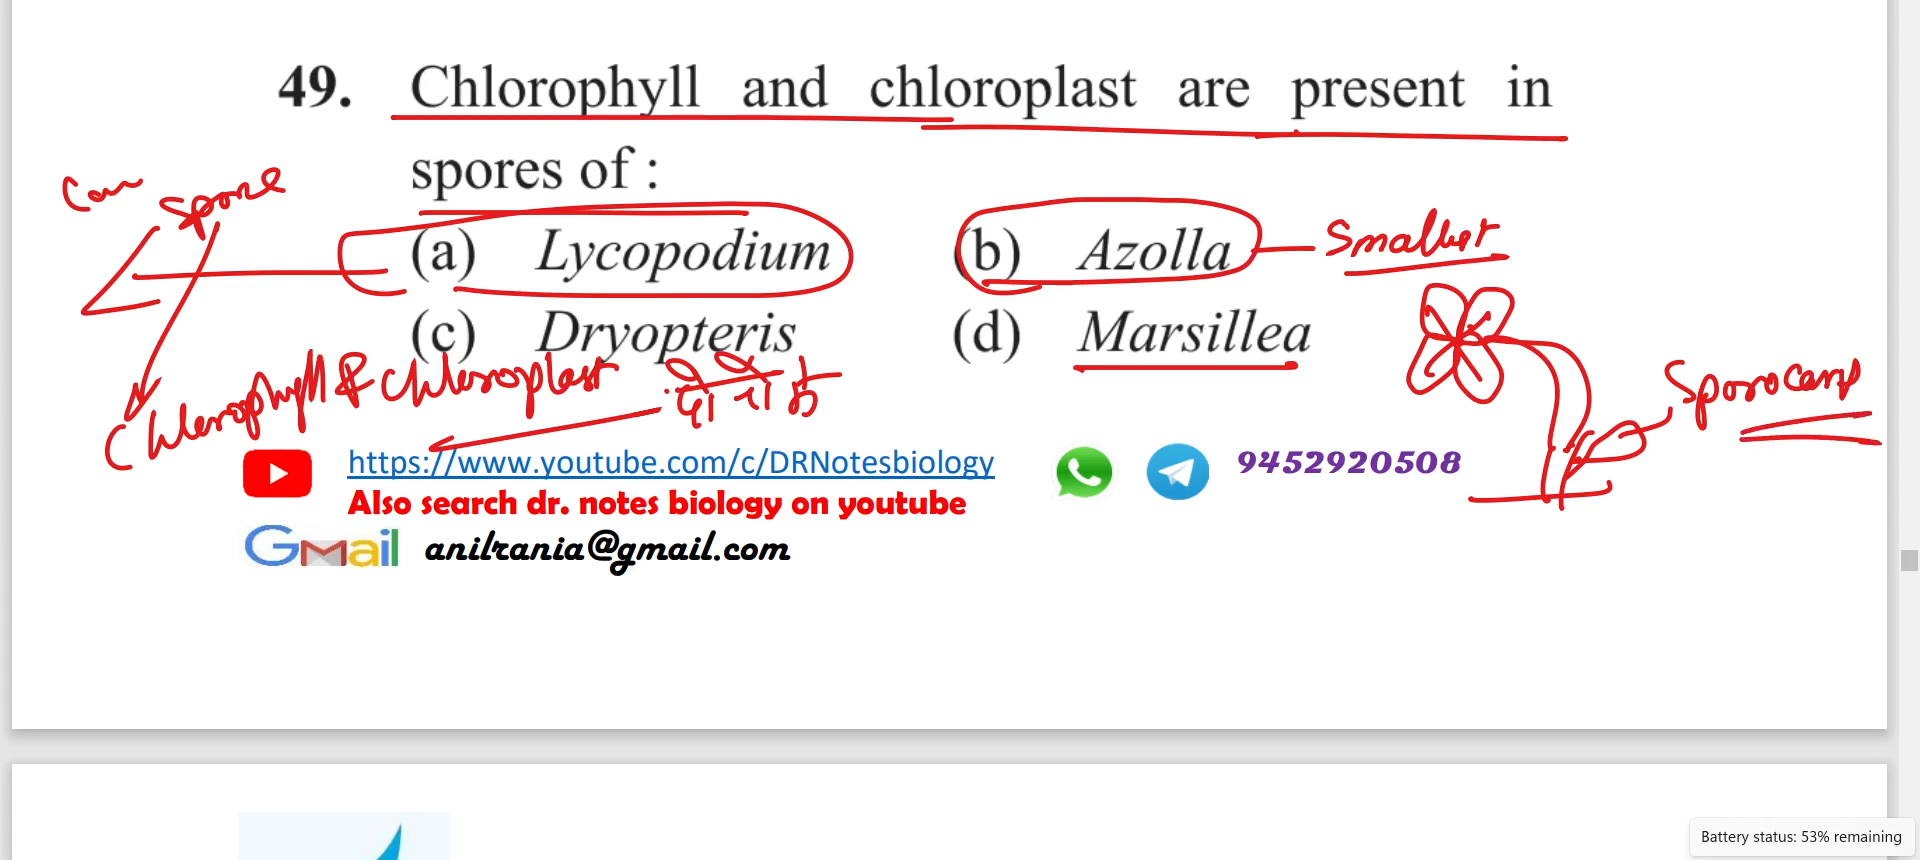 49. Chlorophyll and chloroplast are present in
spores of :
(a) Lycopodium (b) Azolla
(c) Dryopteris (d) Marsillea
Spore
Smallest
Chlorophyll & chloroplast
Sporocarp
https://www.youtube.com/c/DRNotesbiology
Also search dr. notes biology on youtube
9452920508
GMail anilrania@gmail.com
Battery status: 53% remaining